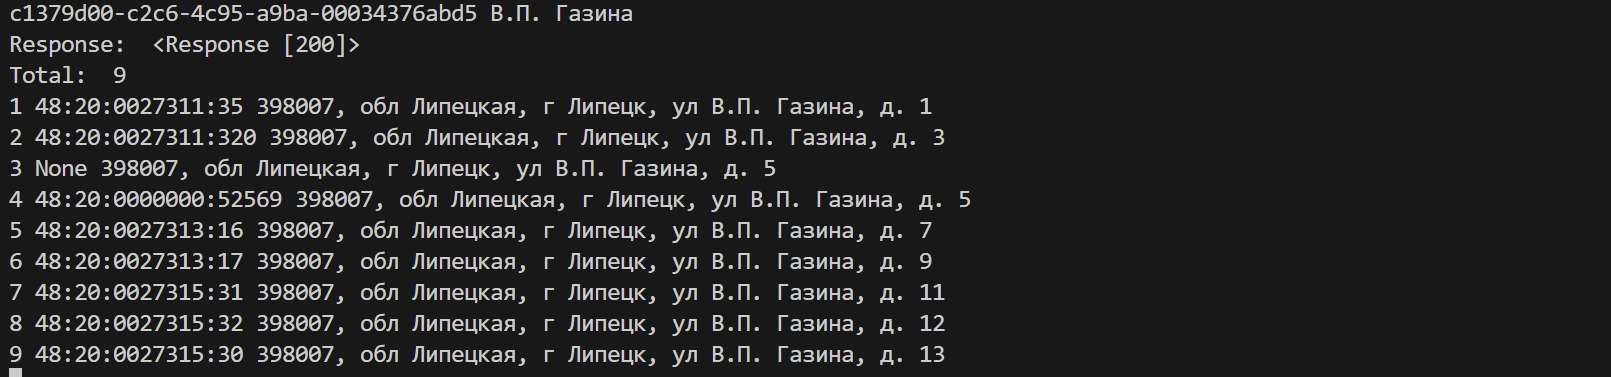 c1379d00-c2c6-4c95-a9ba-00034376abd5 В.П. Газина
Response:  <Response [200]>
Total:  9
1 48:20:0027311:35 398007, обл Липецкая, г Липецк, ул В.П. Газина, д. 1
2 48:20:0027311:320 398007, обл Липецкая, г Липецк, ул В.П. Газина, д. 3
3 None 398007, обл Липецкая, г Липецк, ул В.П. Газина, д. 5
4 48:20:0000000:52569 398007, обл Липецкая, г Липецк, ул В.П. Газина, д. 5
5 48:20:0027313:16 398007, обл Липецкая, г Липецк, ул В.П. Газина, д. 7
6 48:20:0027313:17 398007, обл Липецкая, г Липецк, ул В.П. Газина, д. 9
7 48:20:0027315:31 398007, обл Липецкая, г Липецк, ул В.П. Газина, д. 11
8 48:20:0027315:32 398007, обл Липецкая, г Липецк, ул В.П. Газина, д. 12
9 48:20:0027315:30 398007, обл Липецкая, г Липецк, ул В.П. Газина, д. 13